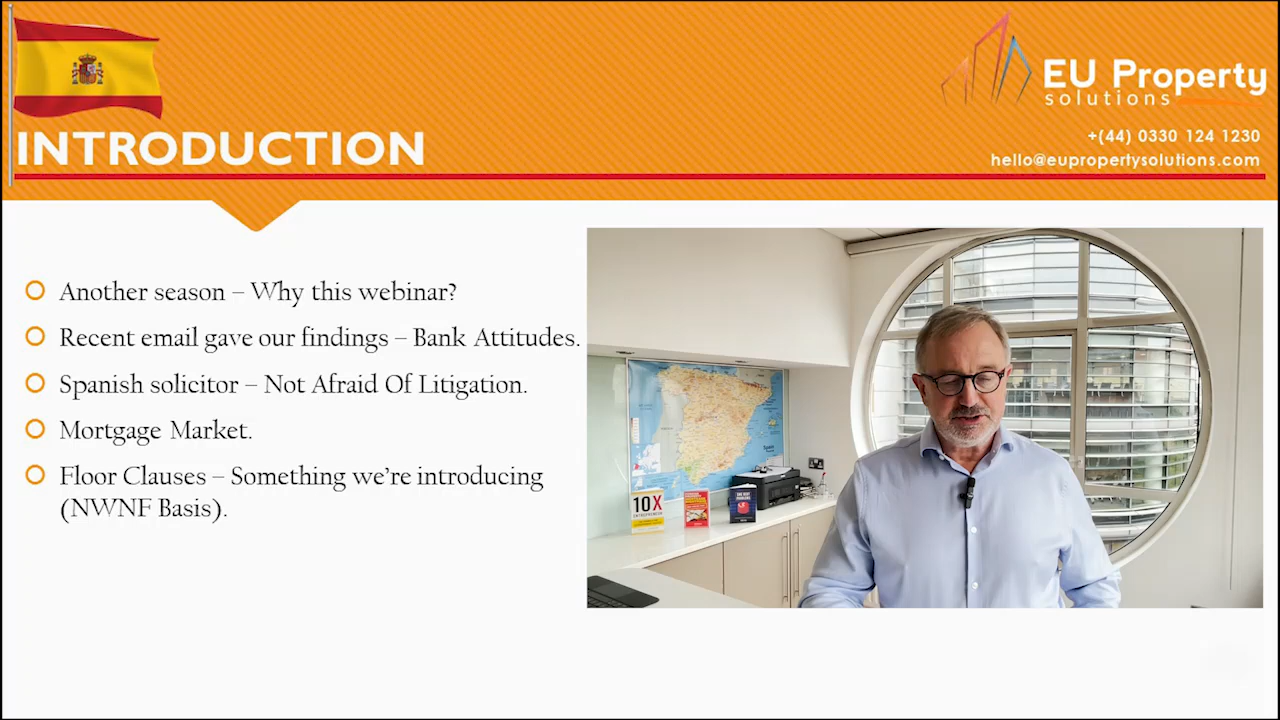 EU Property
solutions
+(44) 0330 124 1230
hello@eupropertysolutions.com
INTRODUCTION
Another season – Why this webinar?
Recent email gave our findings – Bank Attitudes.
Spanish solicitor – Not Afraid Of Litigation.
Mortgage Market.
Floor Clauses – Something we’re introducing
(NWNF Basis).
10X